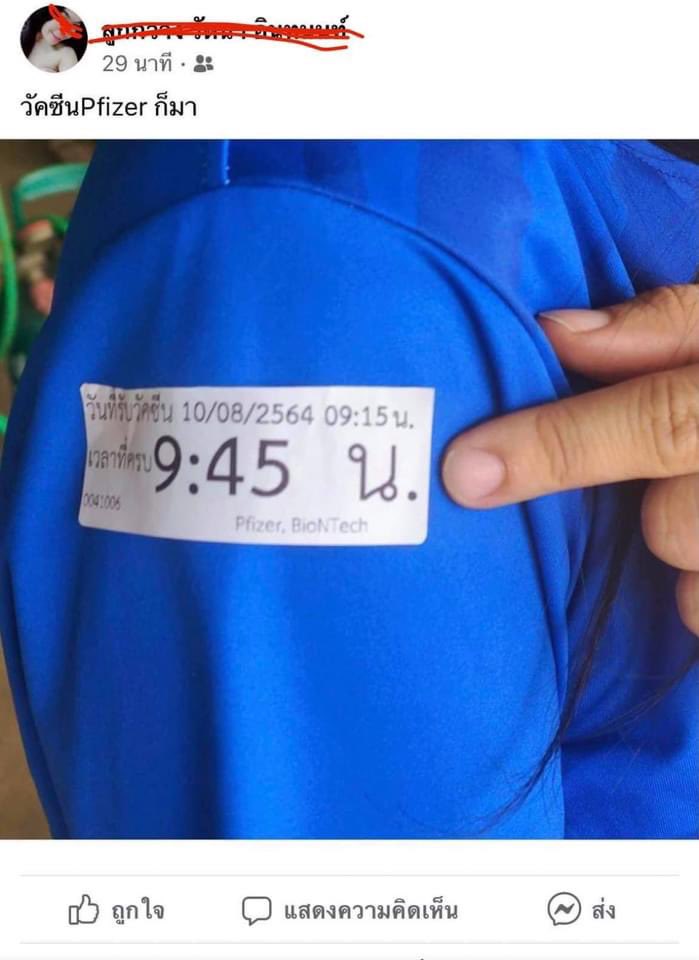 29 นาที ·
วัคซีนPfizer ก็มา
วันที่รับวัคซีน 10/08/2564 09:15 น.
เวลาที่ครบ 9:45 น.
0041006
Pfizer, BioNTech
ถูกใจ
แสดงความคิดเห็น
ส่ง